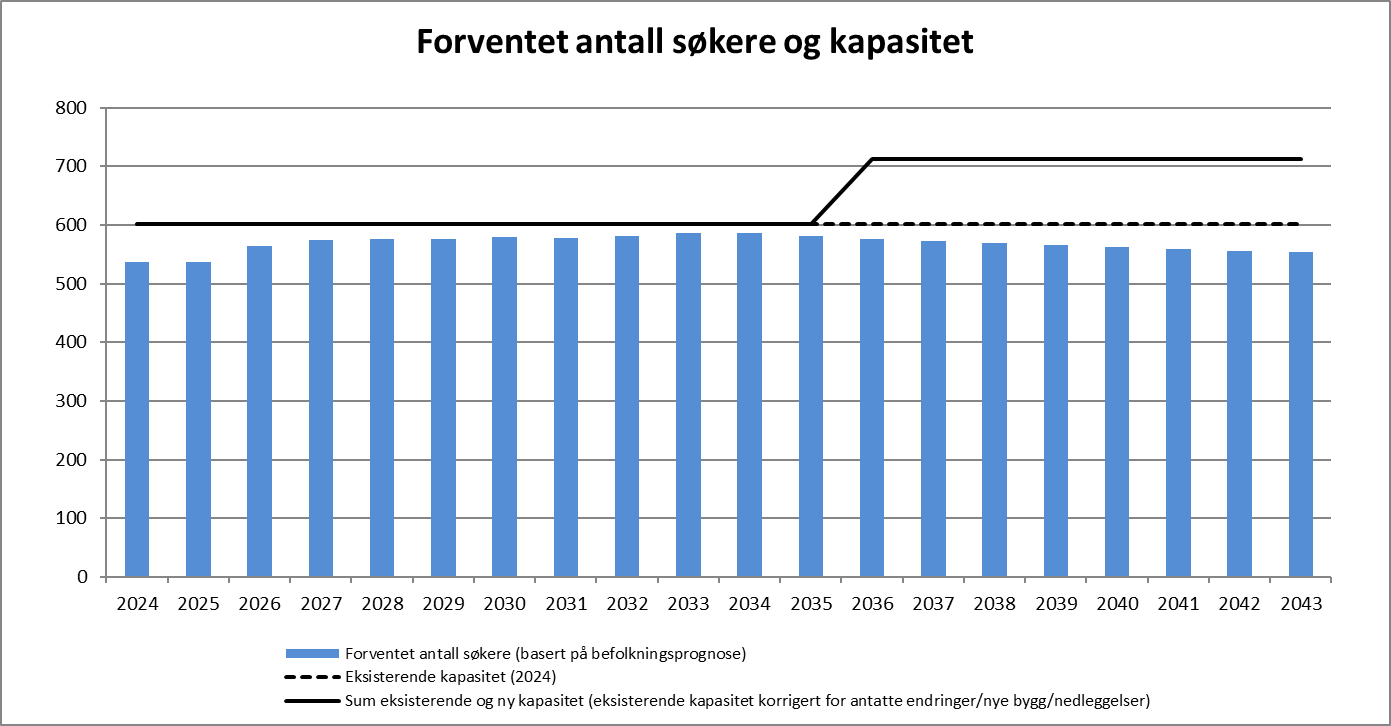 Forventet antall søkere og kapasitet
800
700
600
500
400
300
200
100
0
2024 2025 2026 2027 2028 2029 2030 2031 2032 2033 2034 2035 2036 2037 2038 2039 2040 2041 2042 2043
Forventet antall søkere (basert på befolkningsprognose)
Eksisterende kapasitet (2024)
Sum eksisterende og ny kapasitet (eksisterende kapasitet korrigert for antatte endringer/nye bygg/nedleggelser)